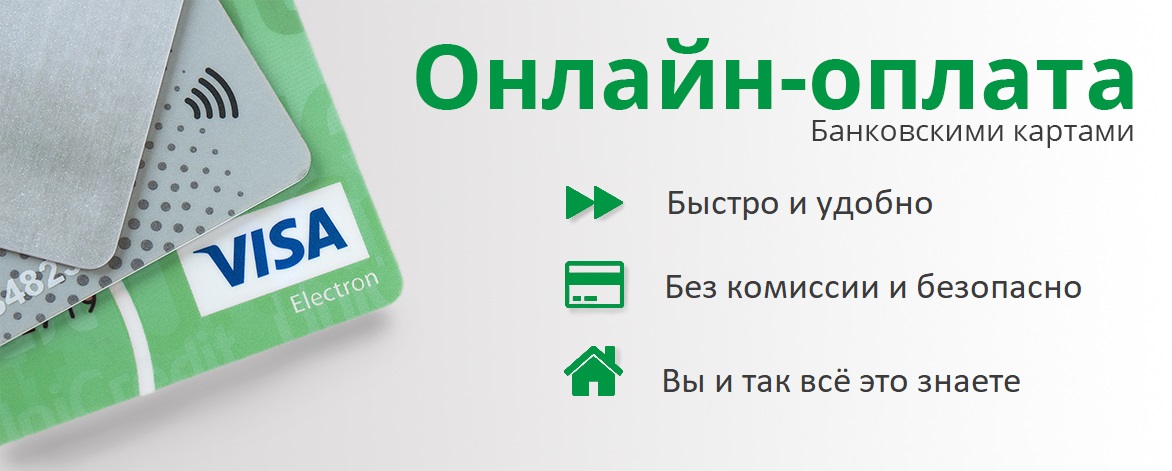 Онлайн-оплата
Банковскими картами
Быстро и удобно
Без комиссии и безопасно
Вы и так всё это знаете
VISA
Electron